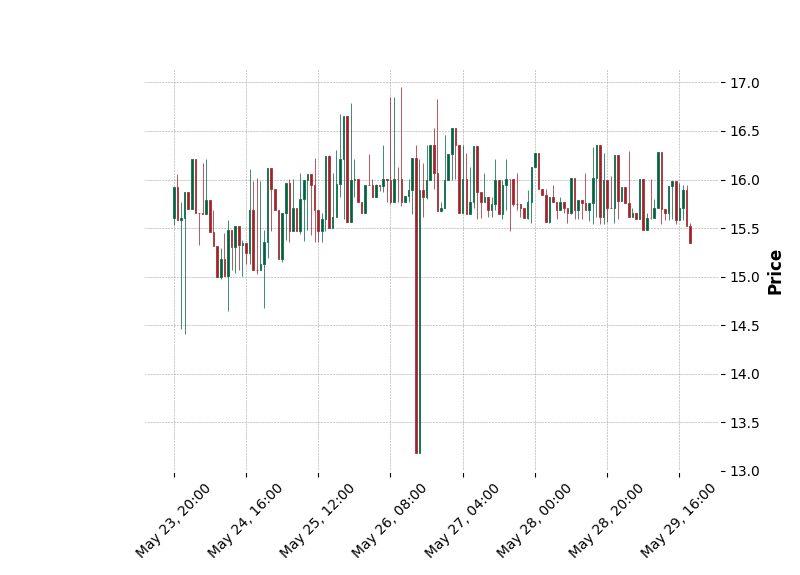 17.0
16.5
16.0
15.5
15.0
14.5
14.0
13.5
13.0
Price
May 23, 20:00
May 24, 16:00
May 25, 12:00
May 26, 08:00
May 27, 04:00
May 28, 00:00
May 28, 20:00
May 29, 16:00